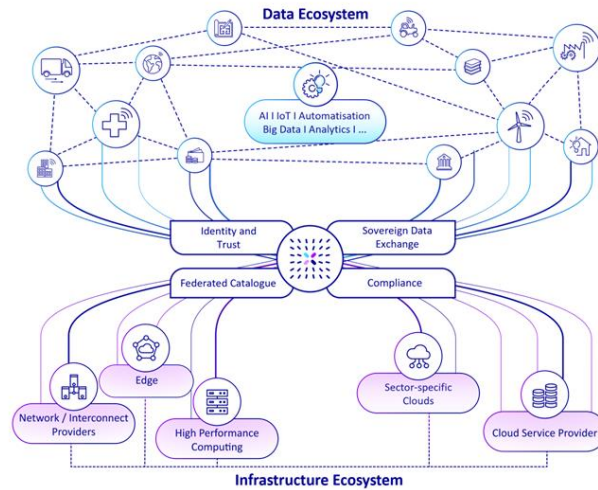 Data Ecosystem
AI I IoT I Automatisation
Big Data I Analytics I ...
Identity and
Trust
Sovereign Data
Exchange
Federated Catalogue
Compliance
Edge
Sector-specific
Clouds
Network / Interconnect
Providers
High Performance
Computing
Cloud Service Provider
Infrastructure Ecosystem